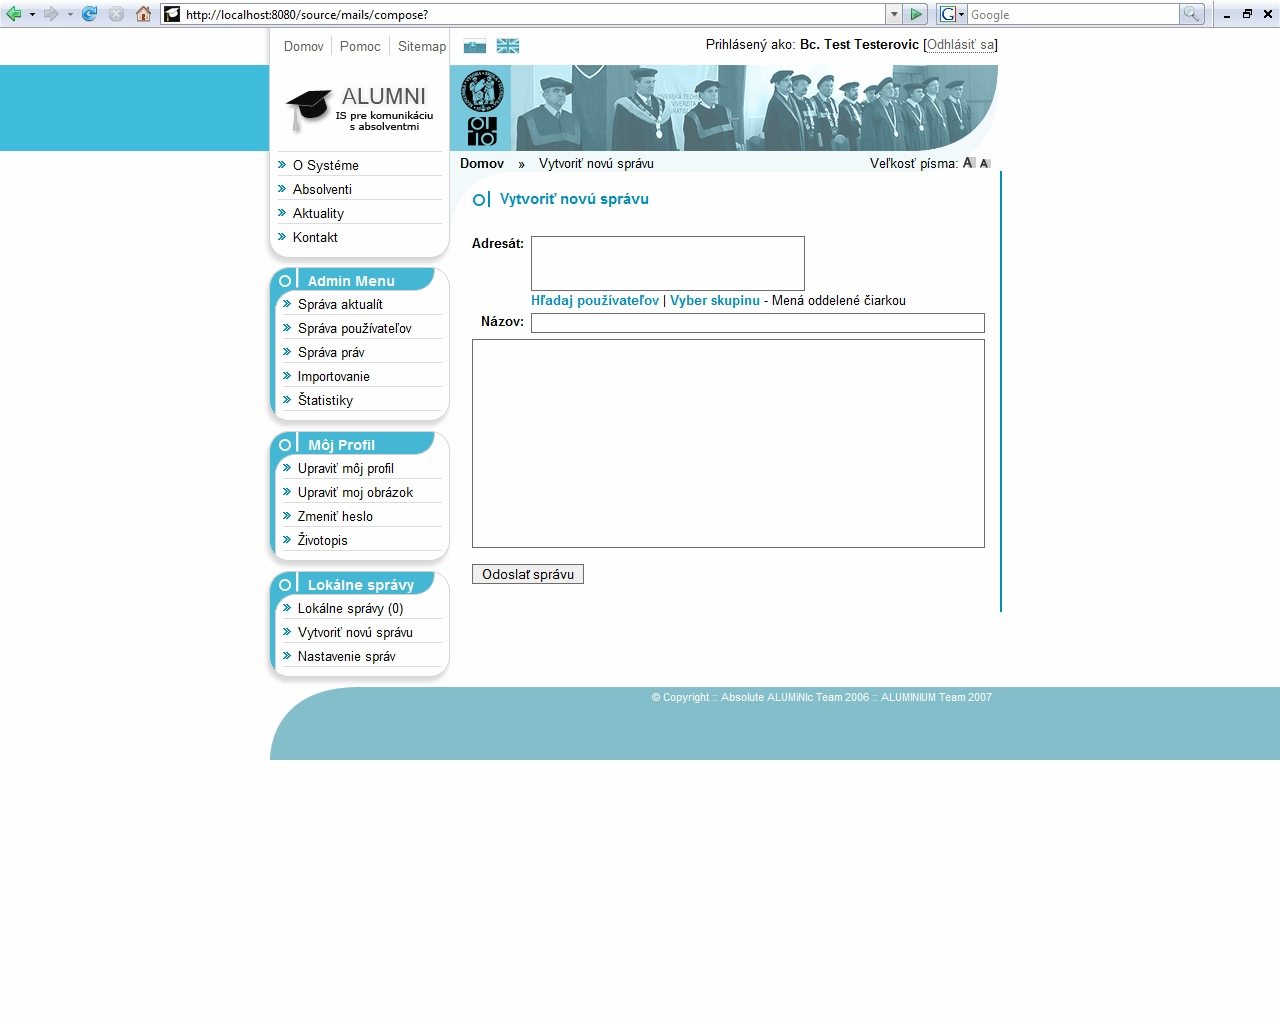 http://localhost:8080/source/mails/compose?
Google
Domov Pomoc Sitemap
Prihlásený ako: Bc. Test Testerovic [Odhlásiť sa]
ALUMNI
IS pre komunikáciu
s absolventmi
Domov » Vytvoriť novú správu
Veľkosť písma: A A
O Systéme
Absolventi
Aktuality
Kontakt
Admin Menu
Správa aktualít
Správa používateľov
Správa práv
Importovanie
Štatistiky
Môj Profil
Upraviť môj profil
Upraviť moj obrázok
Zmeniť heslo
Životopis
Lokálne správy
Lokálne správy (0)
Vytvoriť novú správu
Nastavenie správ
Vytvoriť novú správu
Adresát:
Hľadaj používateľov | Vyber skupinu - Mená oddelené čiarkou
Názov:
Odoslať správu
© Copyright :: Absolute ALUMiNIc Team 2006 :: ALUMINIUM Team 2007